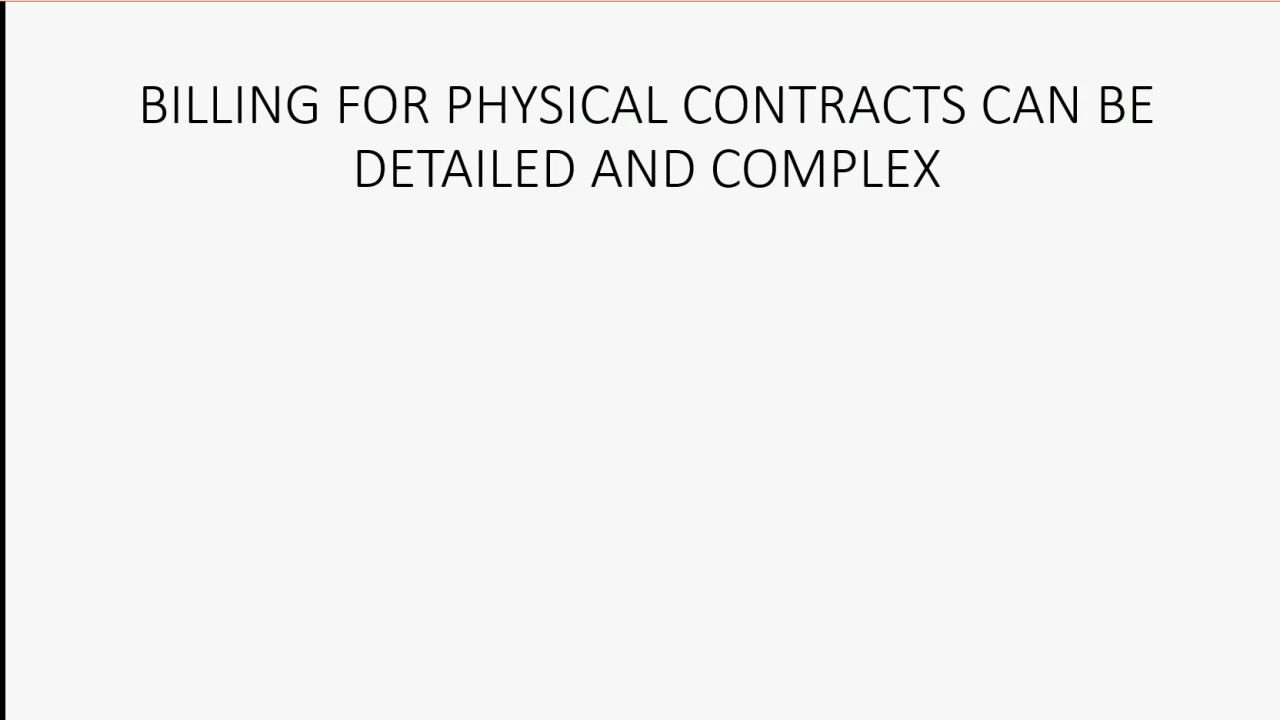 BILLING FOR PHYSICAL CONTRACTS CAN BE
DETAILED AND COMPLEX